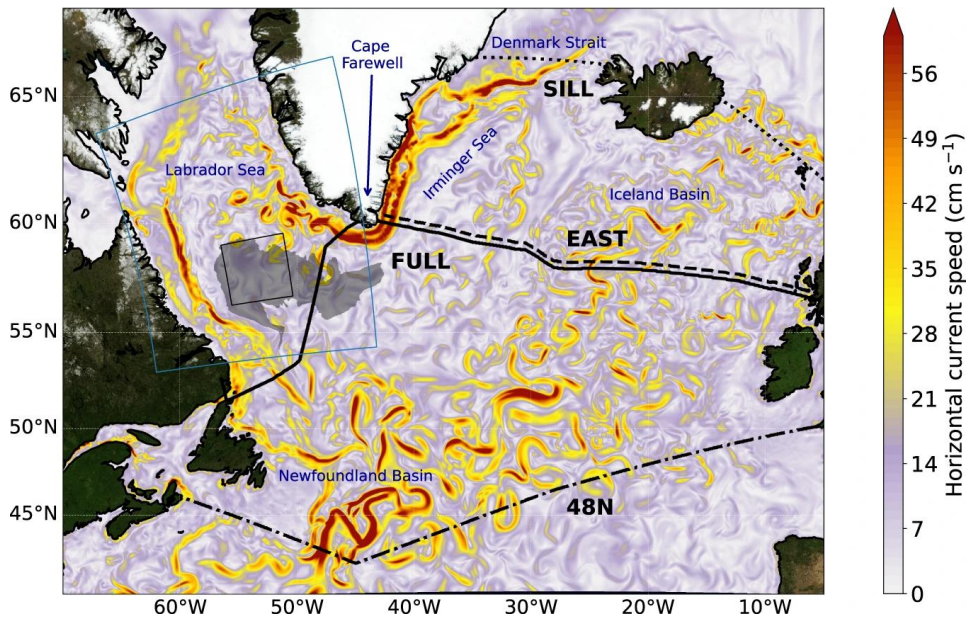 Denmark Strait
Cape
Farewell
SILL
Irminger Sea
Labrador Sea
Iceland Basin
FULL
EAST
Newfoundland Basin
48N
65°N
60°N
55°N
50°N
45°N
60°W
50°W
40°W
30°W
20°W
10°W
56
49
42
35
28
21
14
7
0
Horizontal current speed (cm s⁻¹)